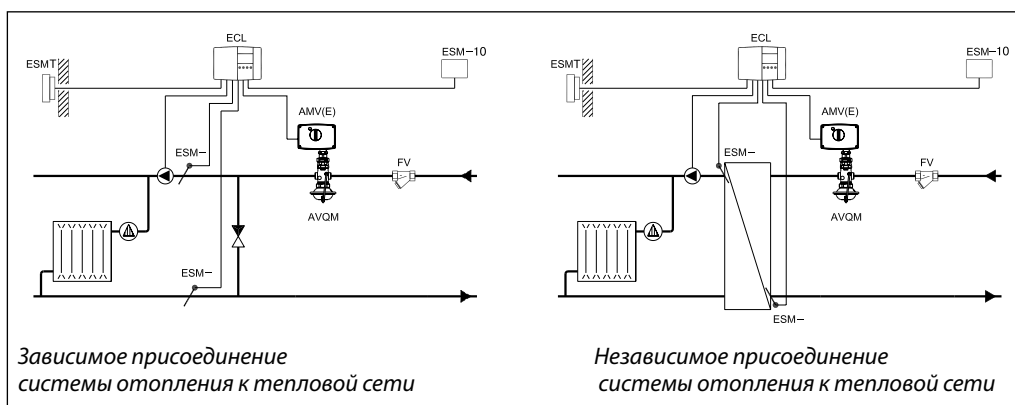 ECL
ESMT
ESM-10
AMV(E)
ESM-
FV
AVQM
ESM-
Зависимое присоединение
системы отопления к тепловой сети
ECL
ESMT
ESM-10
AMV(E)
ESM-
FV
AVQM
ESM-
Независимое присоединение
системы отопления к тепловой сети